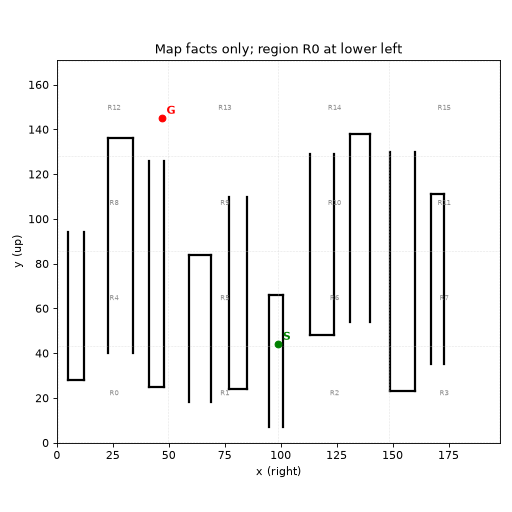 Map facts only; region R0 at lower left
160
140
120
100
80
60
40
20
0
y (up)
R12
R13
R14
R15
G
R8
R9
R10
R11
R4
R5
R6
R7
S
R0
R1
R2
R3
0
25
50
75
100
125
150
175
x (right)